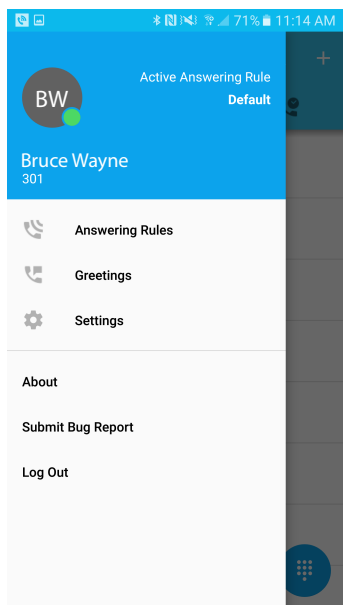 71% 11:14 AM
Active Answering Rule
BW
Default
Bruce Wayne
301
Answering Rules
Greetings
Settings
About
Submit Bug Report
Log Out